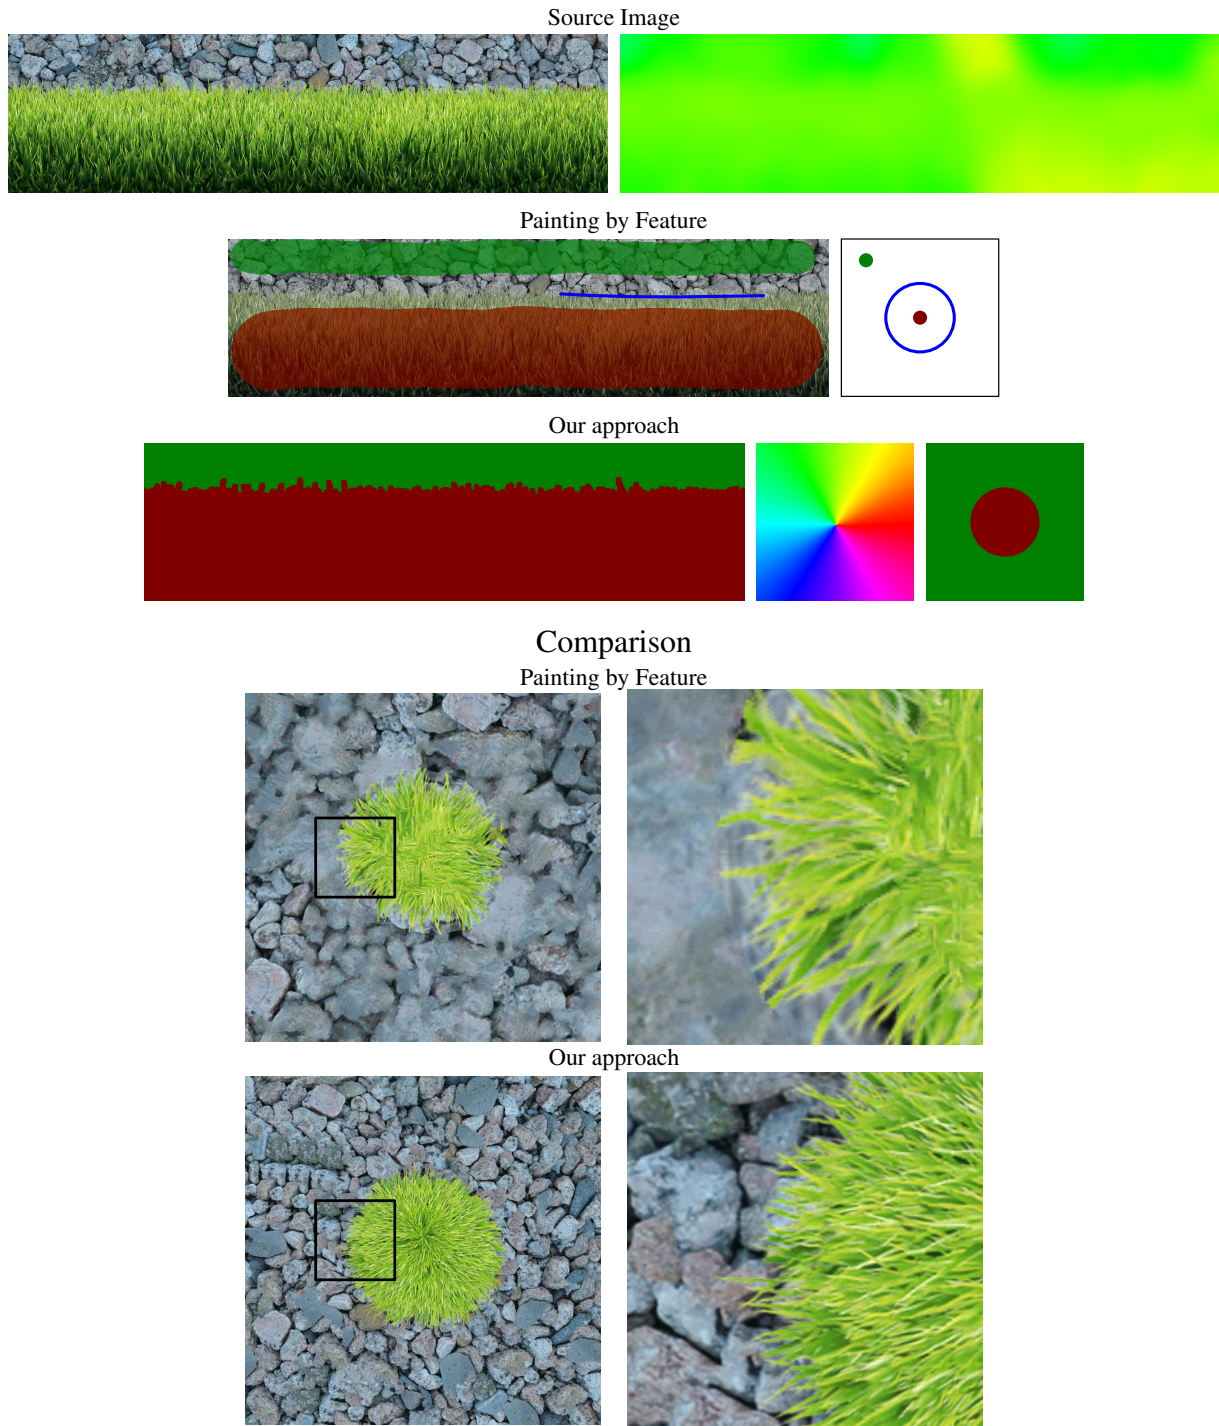 Source Image
Painting by Feature
Our approach
Comparison
Painting by Feature
Our approach